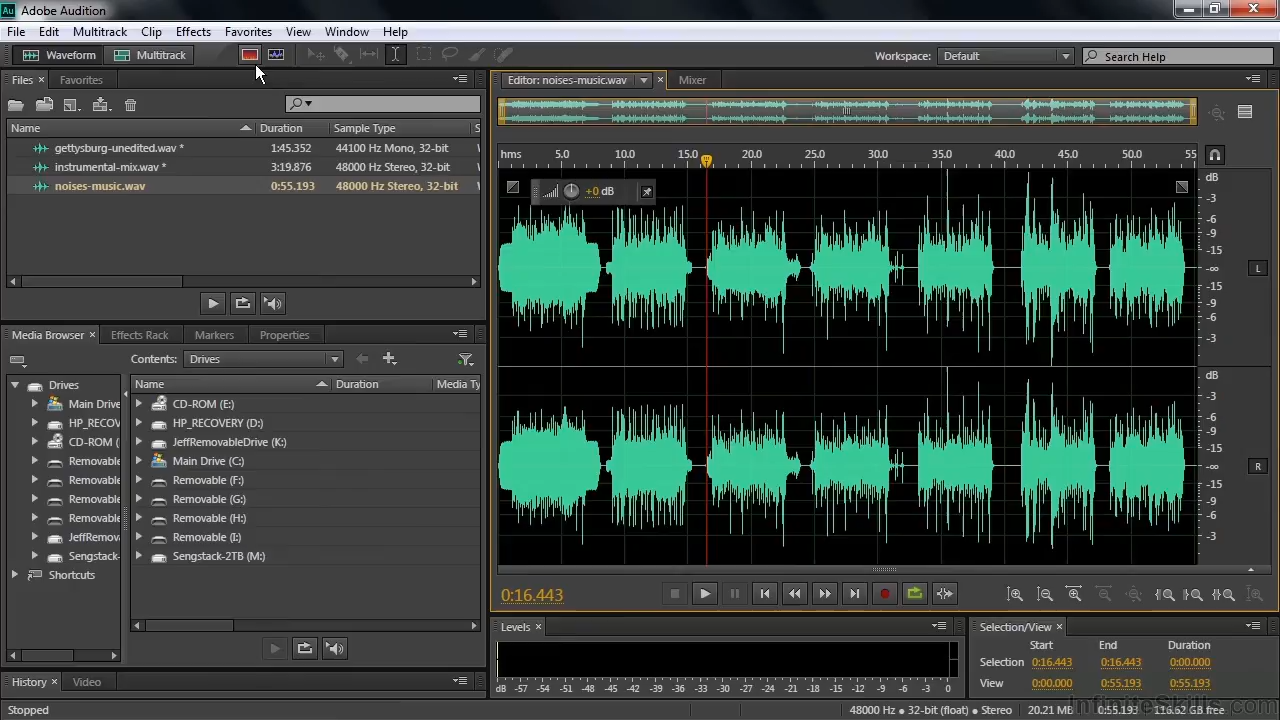 Au Adobe Audition
File Edit Multitrack Clip Effects Favorites View Window Help
Waveform Multitrack Workspace: Default Search Help
Files Favorites
Name Duration Sample Type S
gettysburg-unedited.wav * 1:45.352 44100 Hz Mono, 32-bit
instrumental-mix.wav * 3:19.876 48000 Hz Stereo, 32-bit
noises-music.wav 0:55.193 48000 Hz Stereo, 32-bit
Media Browser Effects Rack Markers Properties
Contents: Drives
Drives
Main Drive
HP_RECOV
CD-ROM (
Removable
Removable
Removable
Removable
JeffRemova
Sengstack-
Shortcuts
Name Duration Media Ty
CD-ROM (E:)
HP_RECOVERY (D:)
JeffRemovableDrive (K:)
Main Drive (C:)
Removable (F:)
Removable (G:)
Removable (H:)
Removable (I:)
Sengstack-2TB (M:)
History Video
Stopped
Editor: noises-music.wav Mixer
hms 5.0 10.0 15.0 20.0 25.0 30.0 35.0 40.0 45.0 50.0 55
+0 dB
dB
-3
-6
-9
-15
-∞
-15
-9
-6
-3
L
dB
-3
-6
-9
-15
-∞
-15
-9
-6
-3
R
0:16.443
Levels
dB -57 -54 -51 -48 -45 -42 -39 -36 -33 -30 -27 -24 -21 -18 -15 -12 -9 -6 -3 0
Selection/View
Start End Duration
Selection 0:16.443 0:16.443 0:00.000
View 0:00.000 0:55.193 0:55.193
48000 Hz ● 32-bit (float) ● Stereo 20.21 MB 0:55.193 116.62 GB free
InfiniteSkills.com